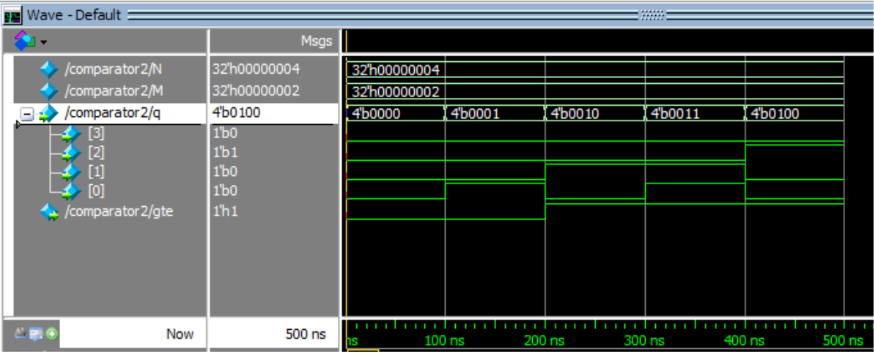 Wave - Default
Msgs
/comparator2/N 32'h00000004 32'h00000004
/comparator2/M 32'h00000002 32'h00000002
/comparator2/q 4'b0100 4'b0000 4'b0001 4'b0010 4'b0011 4'b0100
[3] 1'b0
[2] 1'b1
[1] 1'b0
[0] 1'b0
/comparator2/gte 1'h1
Now 500 ns ns 100 ns 200 ns 300 ns 400 ns 500 ns